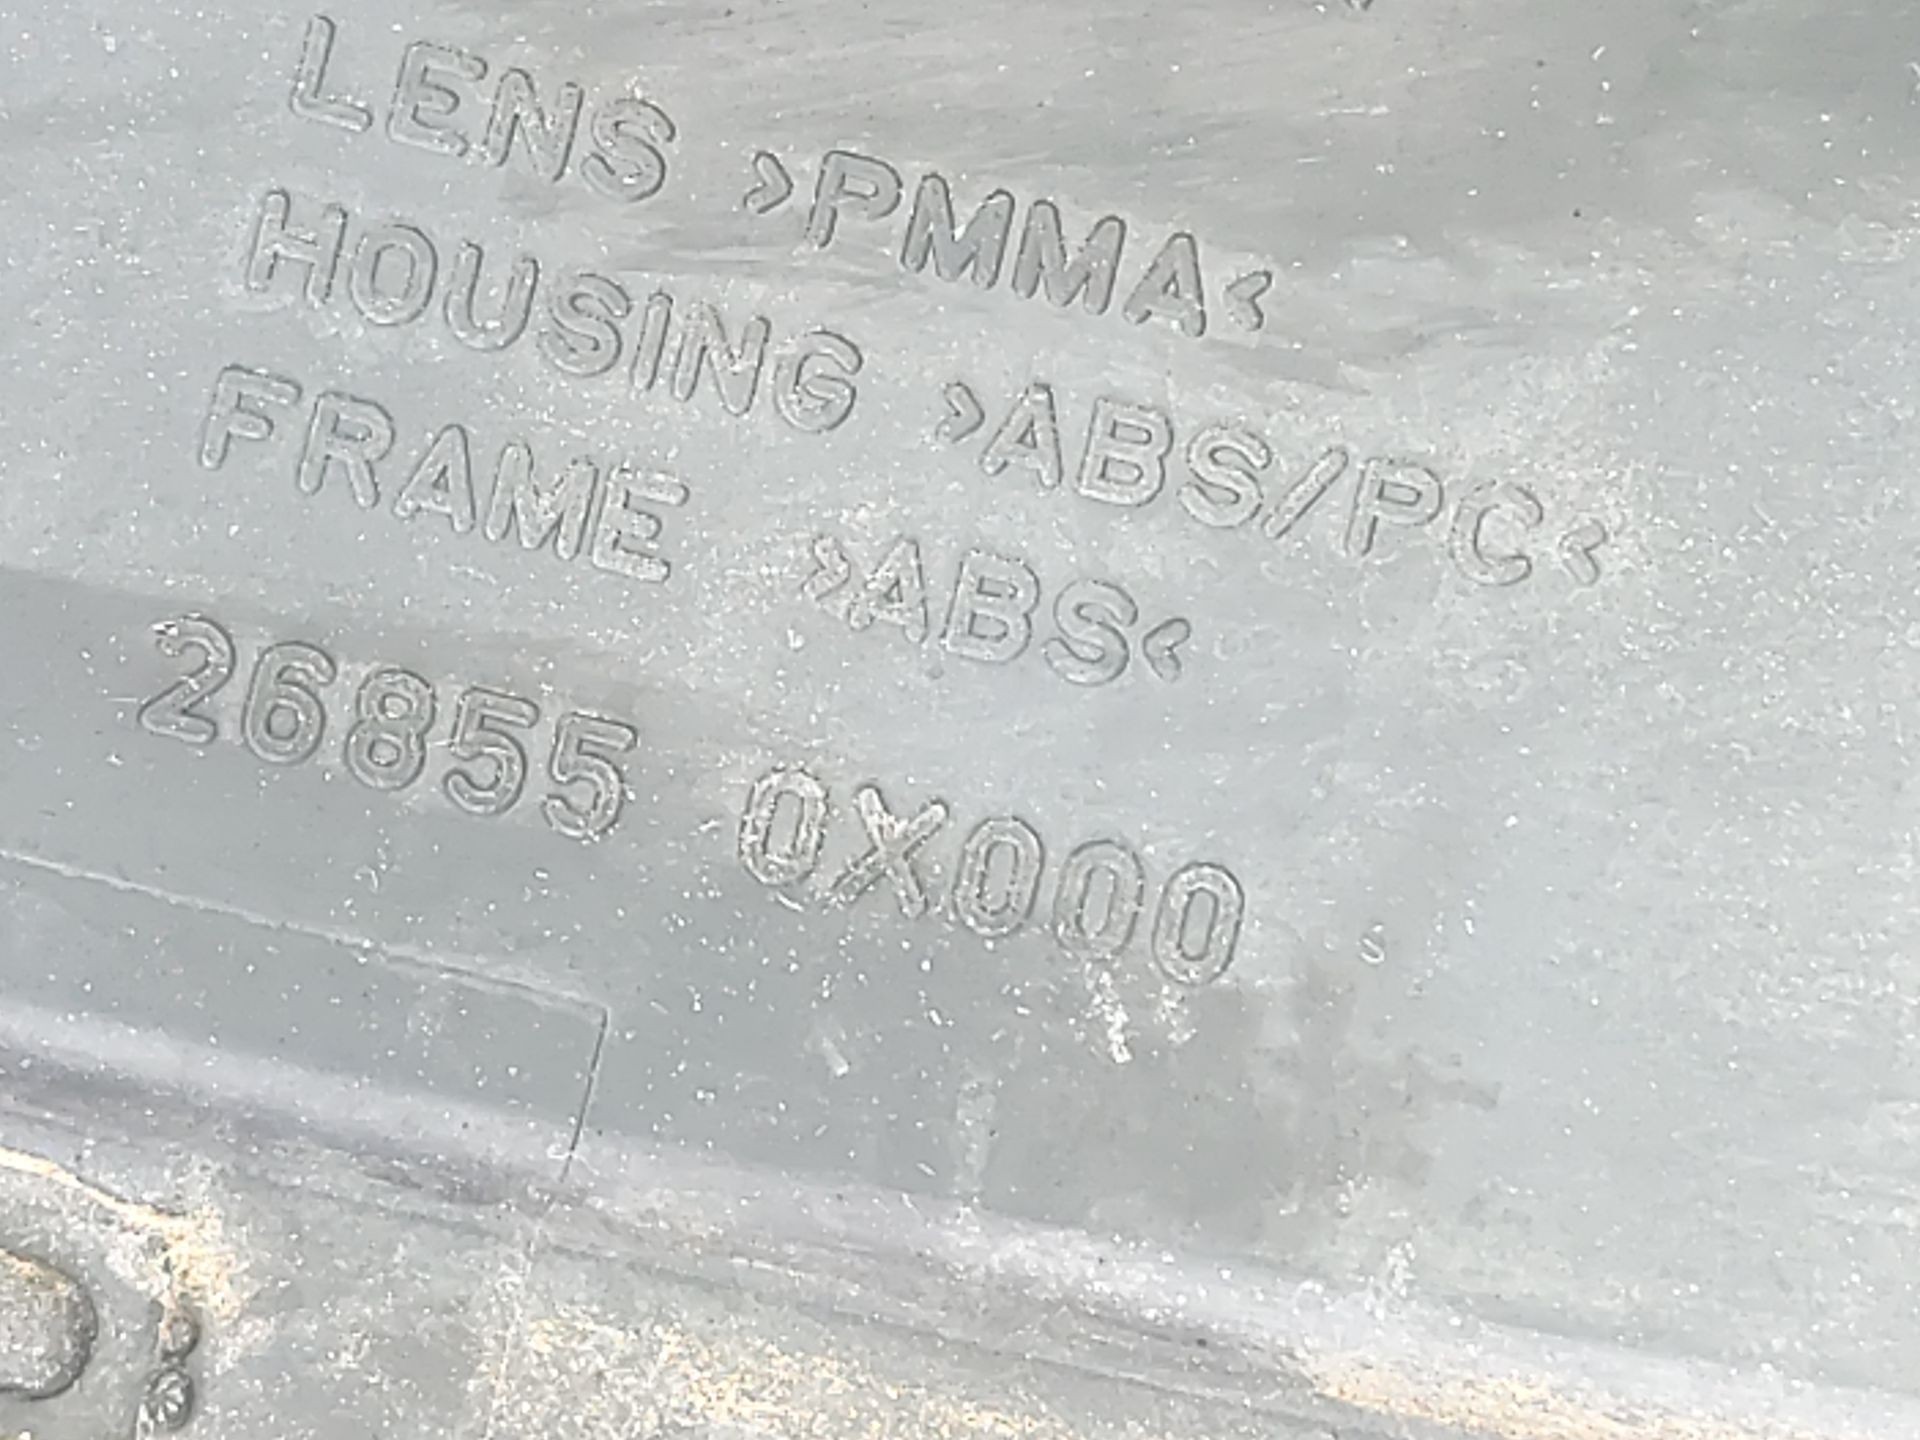 LENS >PMMA<
HOUSING >ABS/PC<
FRAME >ABS<
26855 0X000